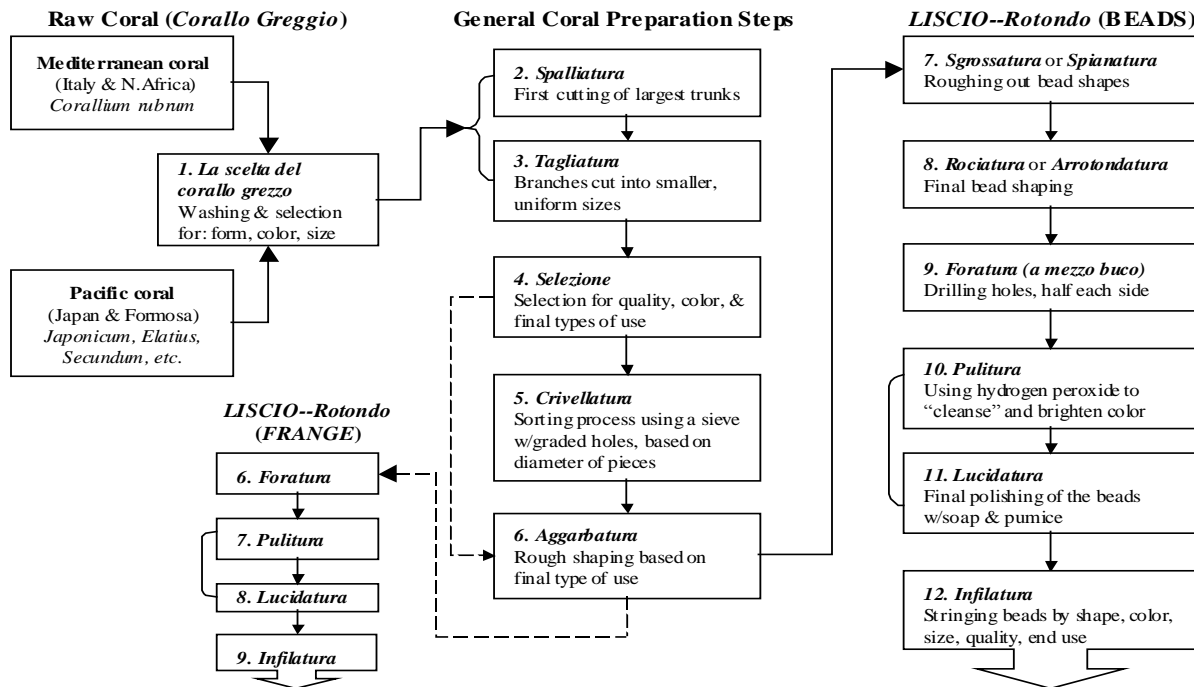 Raw Coral (Corallo Greggio)
Mediterranean coral
(Italy & N.Africa)
Corallium rubnum
1. La scelta del
corallo grezzo
Washing & selection
for: form, color, size
Pacific coral
(Japan & Formosa)
Japonicum, Elatius,
Secundum, etc.
General Coral Preparation Steps
2. Spalliatura
First cutting of largest trunks
3. Tagliatura
Branches cut into smaller,
uniform sizes
4. Selezione
Selection for quality, color, &
final types of use
5. Crivellatura
Sorting process using a sieve
w/graded holes, based on
diameter of pieces
6. Aggarbatura
Rough shaping based on
final type of use
LISCIO--Rotondo
(FRANGE)
6. Foratura
7. Pulitura
8. Lucidatura
9. Infilatura
LISCIO--Rotondo (BEADS)
7. Sgrossatura or Spianatura
Roughing out bead shapes
8. Rociatura or Arrotondatura
Final bead shaping
9. Foratura (a mezzo buco)
Drilling holes, half each side
10. Pulitura
Using hydrogen peroxide to
“cleanse” and brighten color
11. Lucidatura
Final polishing of the beads
w/soap & pumice
12. Infilatura
Stringing beads by shape, color,
size, quality, end use